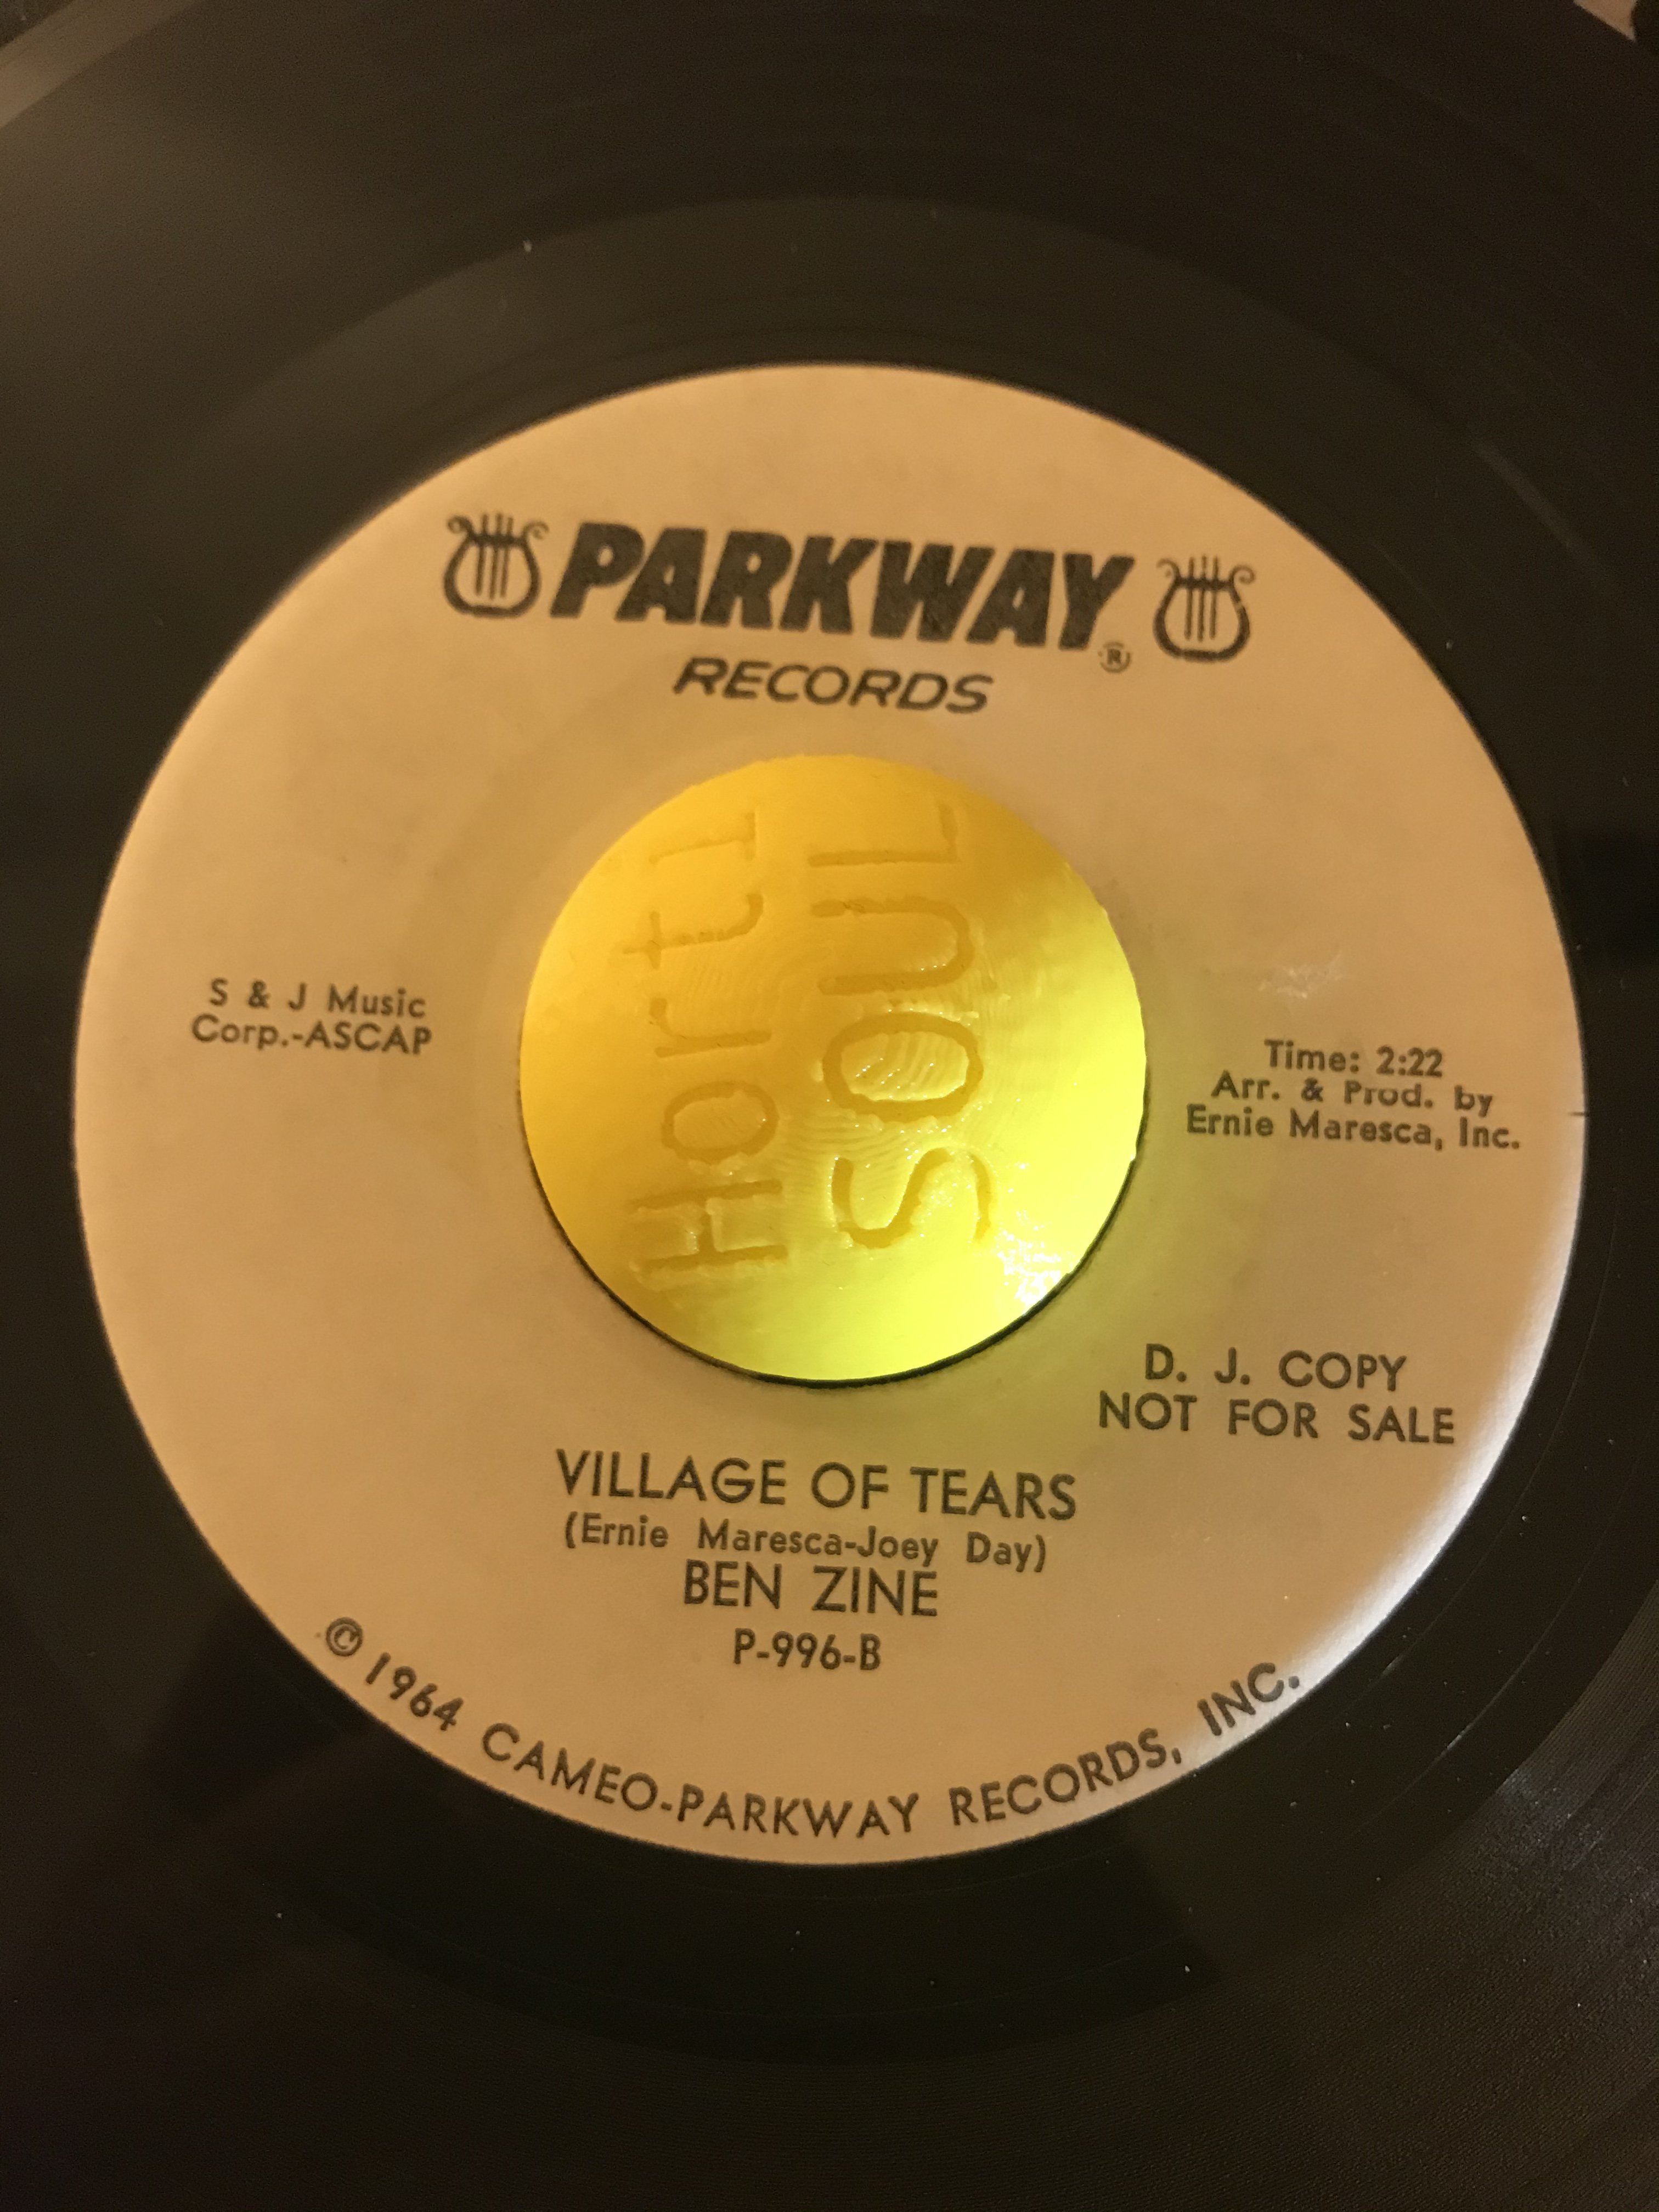 PARKWAY®
RECORDS
Horti
SOUL
S & J Music
Corp.-ASCAP
Time: 2:22
Arr. & Prod. by
Ernie Maresca, Inc.
D. J. COPY
NOT FOR SALE
VILLAGE OF TEARS
(Ernie Maresca-Joey Day)
BEN ZINE
P-996-B
© 1964 CAMEO-PARKWAY RECORDS, INC.